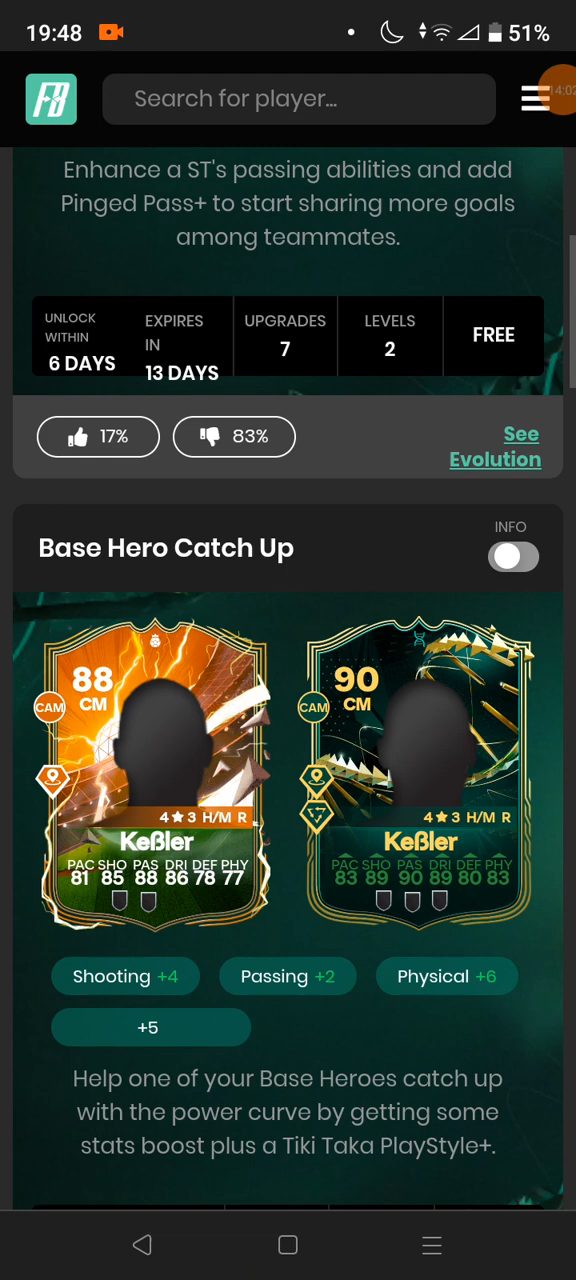 19:48
51%
FB
Search for player...
14:02
Enhance a ST's passing abilities and add
Pinged Pass+ to start sharing more goals
among teammates.
UNLOCK
WITHIN
6 DAYS
EXPIRES
IN
13 DAYS
UPGRADES
7
LEVELS
2
FREE
17%
83%
See
Evolution
Base Hero Catch Up
INFO
88
CM
CAM
4★3 H/M R
Keßler
PAC SHO PAS DRI DEF PHY
81 85 88 86 78 77
90
CM
CAM
4★3 H/M R
Keßler
PAC SHO PAS DRI DEF PHY
83 89 90 89 80 83
Shooting +4
Passing +2
Physical +6
+5
Help one of your Base Heroes catch up
with the power curve by getting some
stats boost plus a Tiki Taka PlayStyle+.